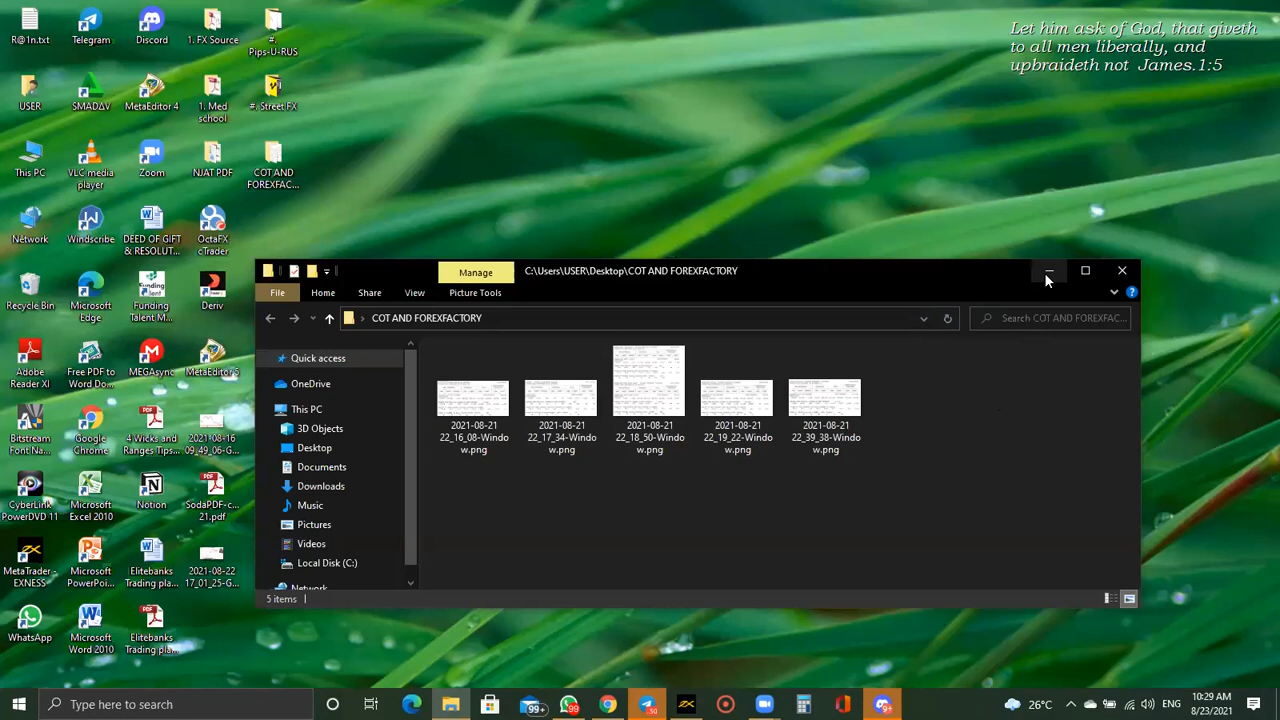 Let him ask of God, that giveth
to all men liberally, and
upbraideth not James.1:5
R@1n.txt
Telegram
Discord
1. FX Source
#.
Pips-U-RUS
USER
SMADΔV
MetaEditor 4
1. Med
school
#. Street FX
This PC
VLC media
player
Zoom
NJAT PDF
COT AND
FOREXFAC...
Network
Windscribe
DEED OF GIFT
& RESOLUT...
OctaFX
cTrader
Recycle Bin
Microsoft
Edge
Funding
Talent M...
Deriv
Adobe
Reader XI
Free PDF to
Word Do...
MEGAsync
MetaEditor 5
Bitstream
Font Na...
Google
Chrome
4 Wicks and
Ranges Tips...
2021-08-16
09_49_06-G...
CyberLink
PowerDVD 11
Microsoft
Excel 2010
Notion
SodaPDF-c...
21.pdf
MetaTrader -
EXNESS
Microsoft
PowerPoi...
Elitebanks
Trading pla...
2021-08-22
17_01_25-G...
WhatsApp
Microsoft
Word 2010
Elitebanks
Trading pla...
Manage
C:\Users\USER\Desktop\COT AND FOREXFACTORY
File
Home
Share
View
Picture Tools
COT AND FOREXFACTORY
Search COT AND FOREXFAC...
Quick access
OneDrive
This PC
3D Objects
Desktop
Documents
Downloads
Music
Pictures
Videos
Local Disk (C:)
Network
2021-08-21
22_16_08-Windo
w.png
2021-08-21
22_17_34-Windo
w.png
2021-08-21
22_18_50-Windo
w.png
2021-08-21
22_19_22-Windo
w.png
2021-08-21
22_39_38-Windo
w.png
5 items
Type here to search
99+
99
9+
26°C
ENG
10:29 AM
8/23/2021